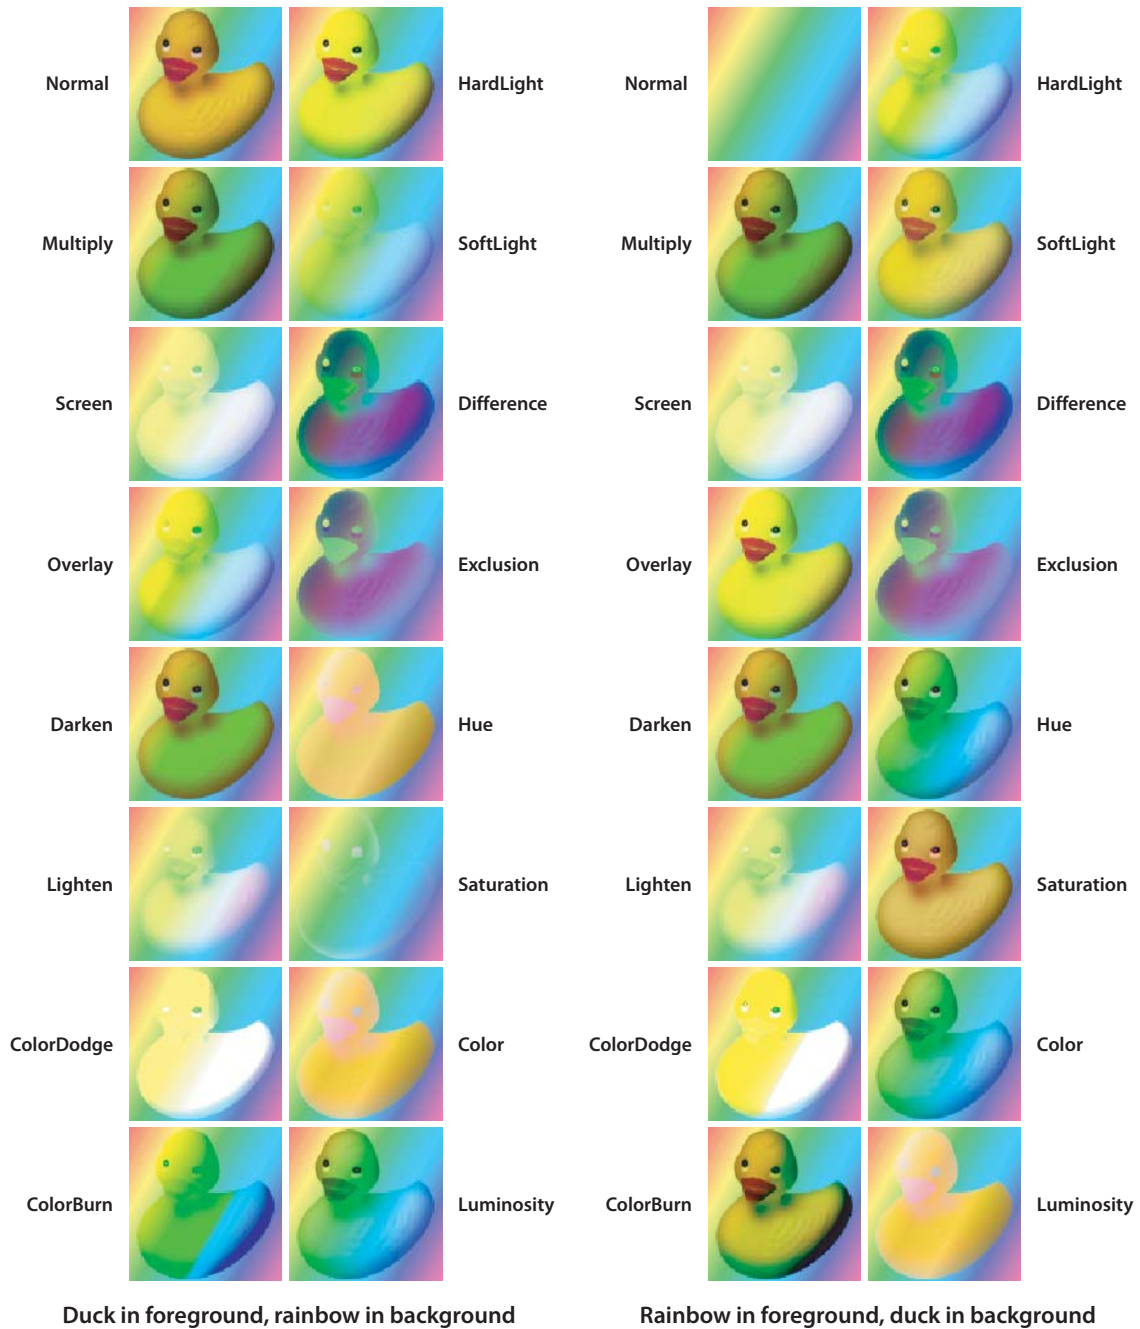 Normal
HardLight
Multiply
SoftLight
Screen
Difference
Overlay
Exclusion
Darken
Hue
Lighten
Saturation
ColorDodge
Color
ColorBurn
Luminosity
Duck in foreground, rainbow in background
Normal
HardLight
Multiply
SoftLight
Screen
Difference
Overlay
Exclusion
Darken
Hue
Lighten
Saturation
ColorDodge
Color
ColorBurn
Luminosity
Rainbow in foreground, duck in background